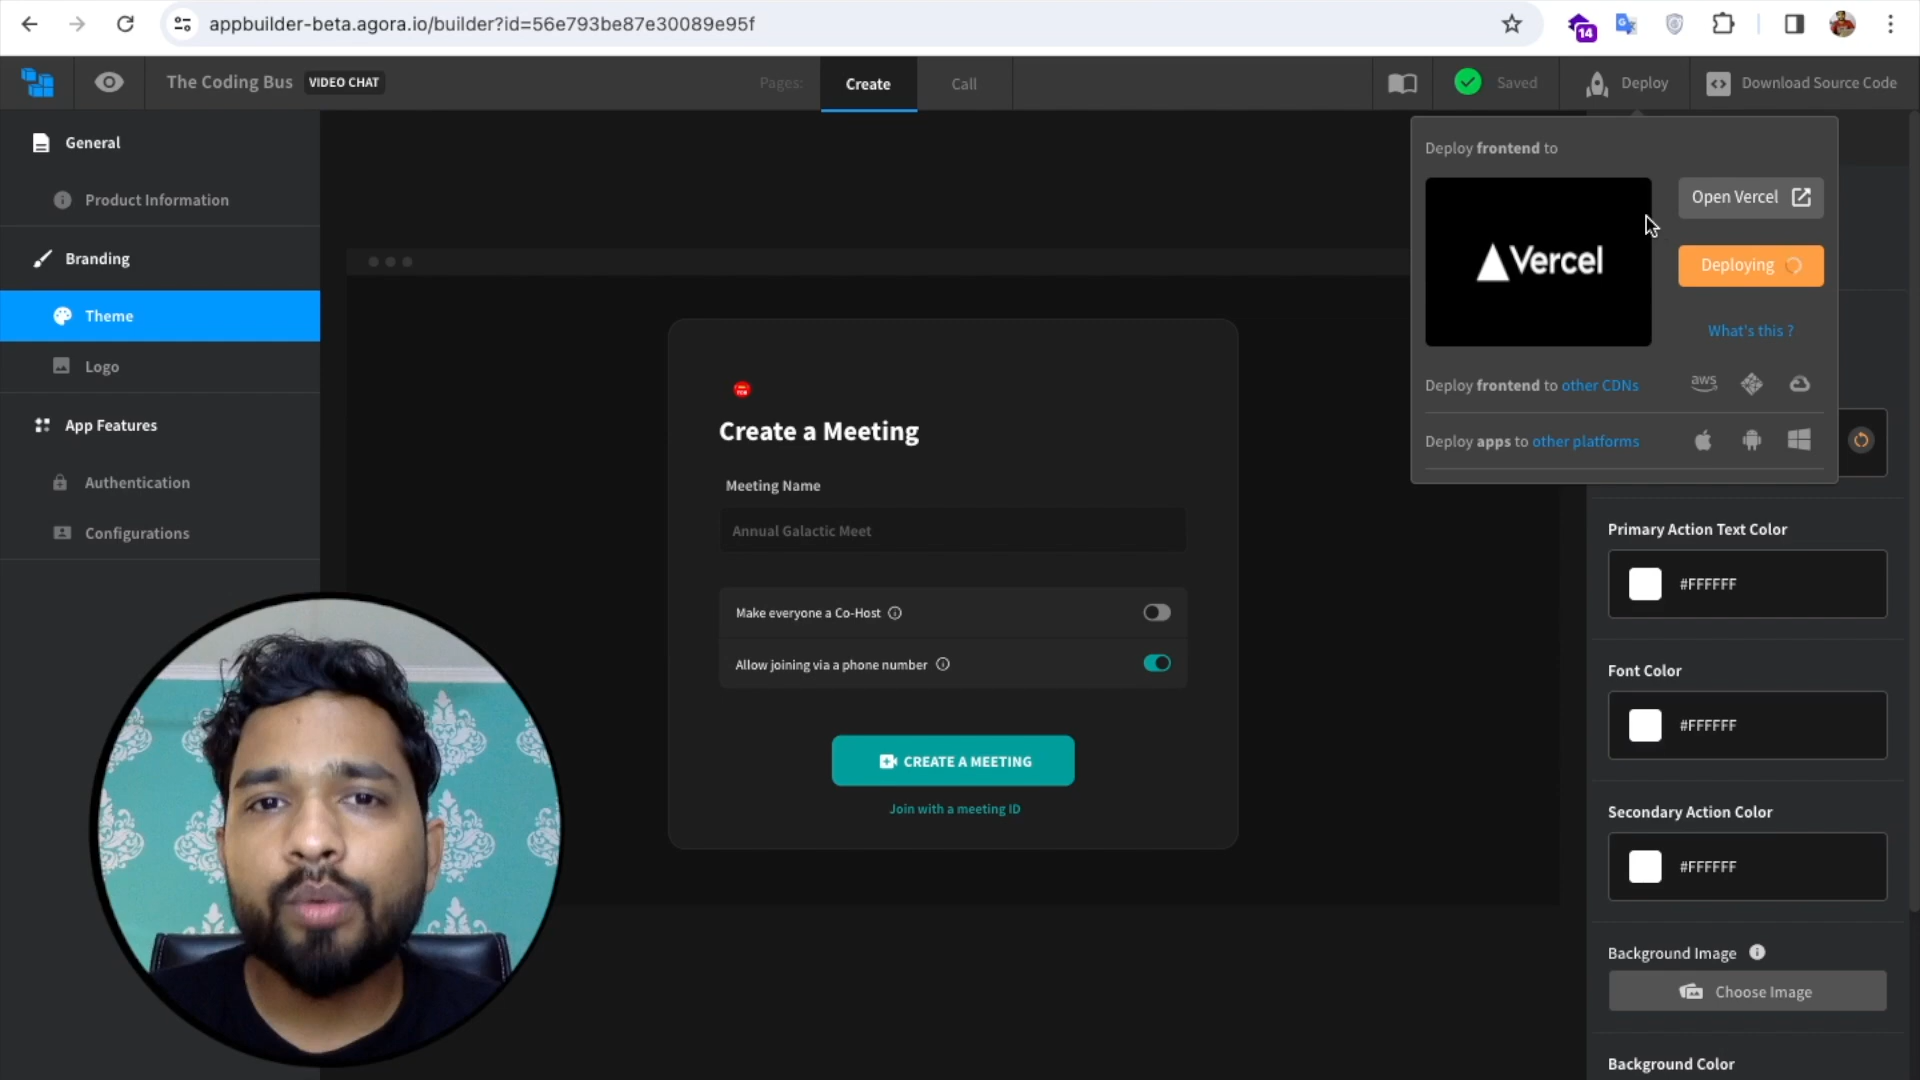 appbuilder-beta.agora.io/builder?id=56e793be87e30089e95f
14
The Coding Bus VIDEO CHAT
Pages: Create Call
Saved
Deploy
Download Source Code
General
Product Information
Branding
Theme
Logo
App Features
Authentication
Configurations
Create a Meeting
Meeting Name
Annual Galactic Meet
Make everyone a Co-Host
Allow joining via a phone number
CREATE A MEETING
Join with a meeting ID
Deploy frontend to
Vercel
Open Vercel
Deploying
What's this ?
Deploy frontend to other CDNs
aws
Deploy apps to other platforms
Primary Action Text Color
#FFFFFF
Font Color
#FFFFFF
Secondary Action Color
#FFFFFF
Background Image
Choose Image
Background Color